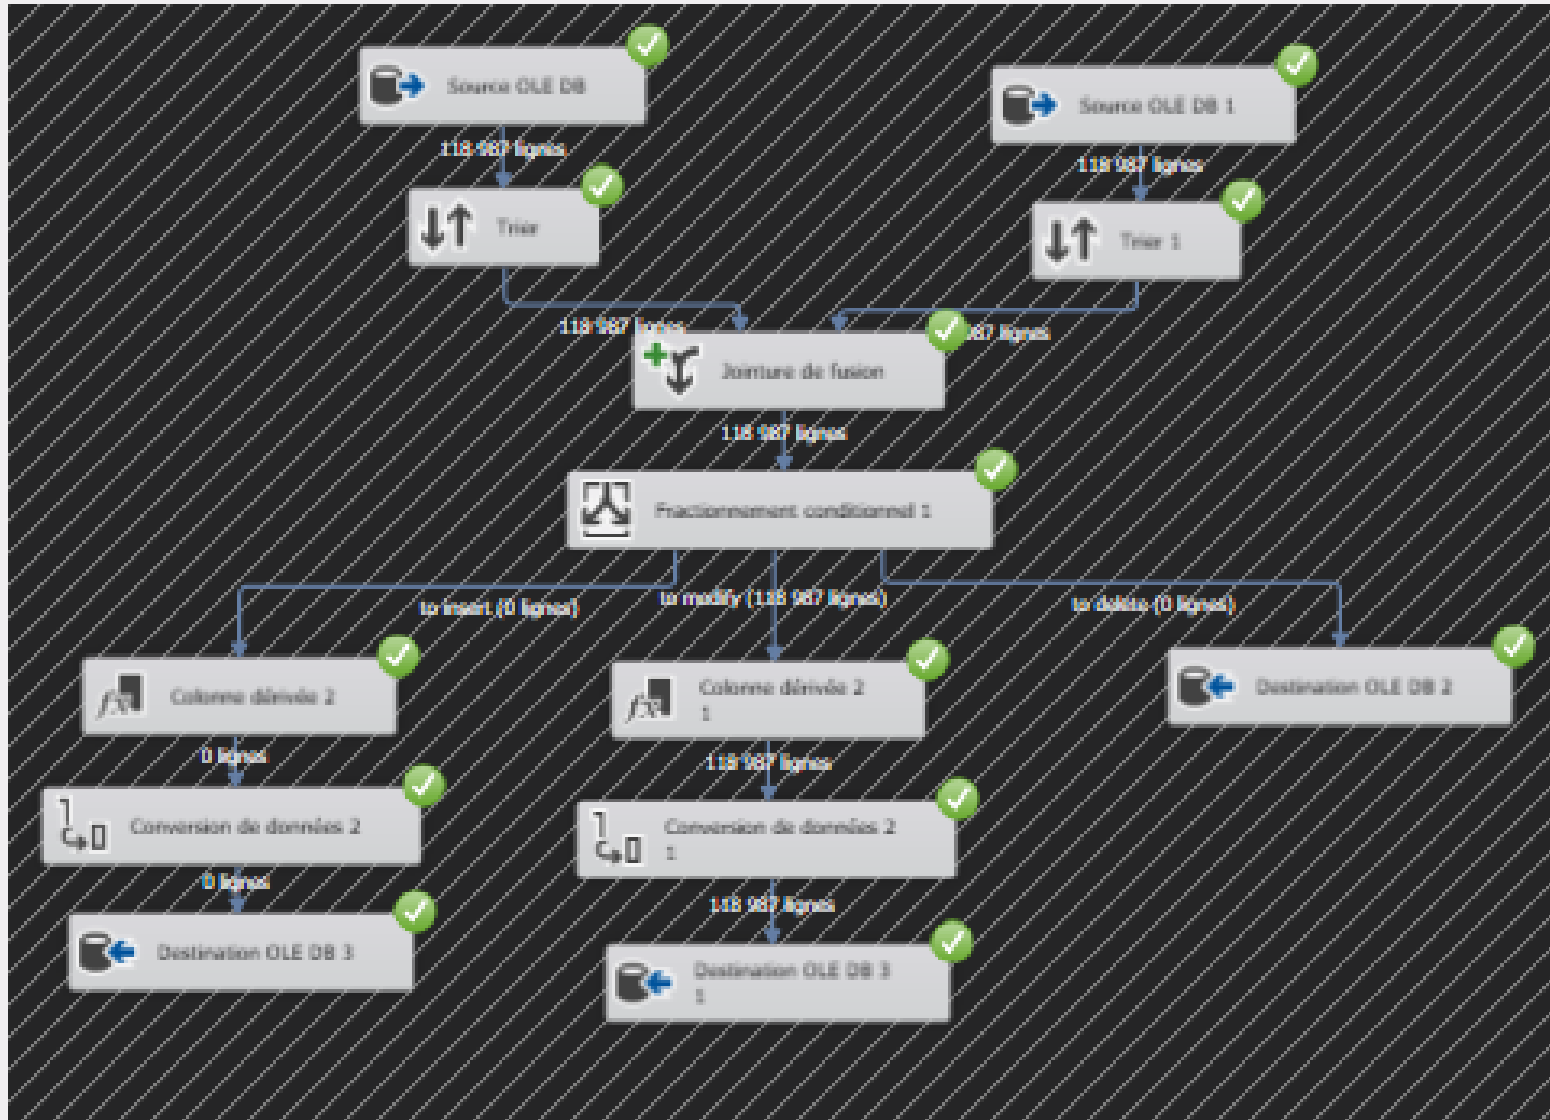 Source OLE DB
Source OLE DB 1
118 987 lignes
118 987 lignes
Trier
Trier 1
118 987 lignes
987 lignes
Jointure de fusion
118 987 lignes
Fractionnement conditionnel 1
to insert (0 lignes)
to modify (118 987 lignes)
to delete (0 lignes)
Colonne dérivée 2
Colonne dérivée 2
1
Destination OLE DB 2
0 lignes
118 987 lignes
Conversion de données 2
Conversion de données 2
1
0 lignes
118 987 lignes
Destination OLE DB 3
Destination OLE DB 3
1